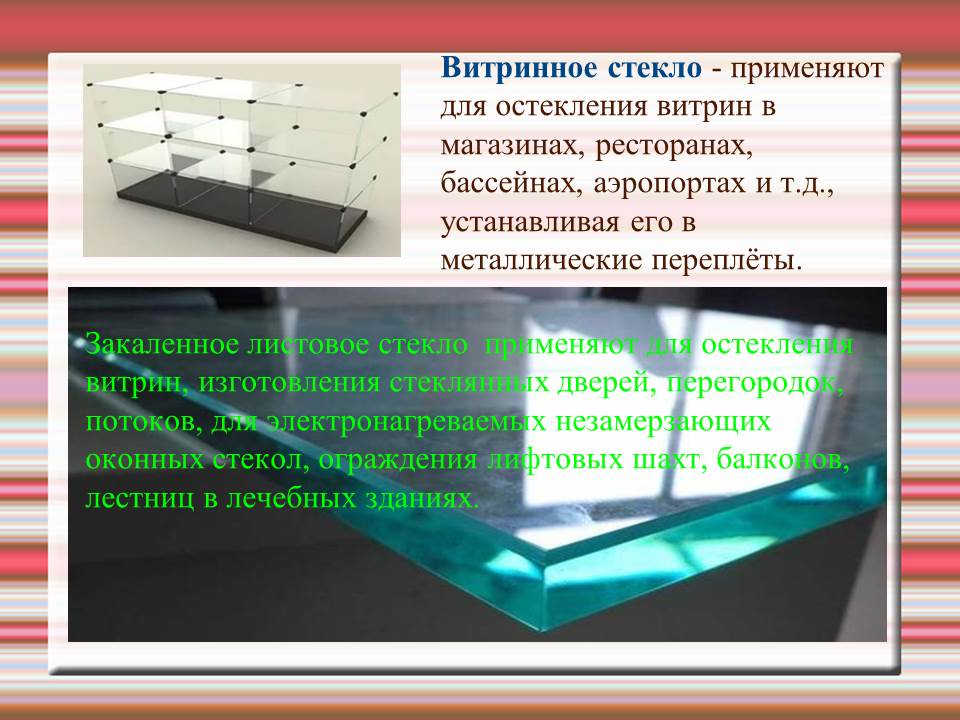 Витринное стекло - применяют
для остекления витрин в
магазинах, ресторанах,
бассейнах, аэропортах и т.д.,
устанавливая его в
металлические переплёты.
Закаленное листовое стекло  применяют для остекления
витрин, изготовления стеклянных дверей, перегородок,
потоков, для электронагреваемых незамерзающих
оконных стекол, ограждения лифтовых шахт, балконов,
лестниц в лечебных зданиях.